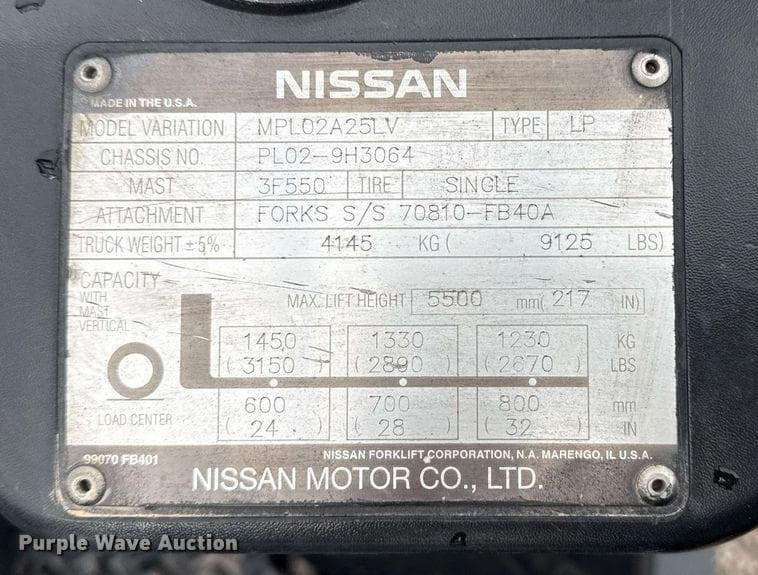 NISSAN
MADE IN THE U.S.A.
MODEL VARIATION MPL02A25LV TYPE LP
CHASSIS NO. PL02-9H3064
MAST 3F550 TIRE SINGLE
ATTACHMENT FORKS S/S 70810-FB40A
TRUCK WEIGHT ±5% 4145 KG ( 9125 LBS)
CAPACITY
WITH
MAST
VERTICAL
MAX. LIFT HEIGHT 5500 mm( 217 IN)
1450 1330 1230 KG
(3150) (2890) (2670) LBS
LOAD CENTER
600 700 800 mm
( 24 ) ( 28 ) ( 32 ) IN
99070 FB401
NISSAN FORKLIFT CORPORATION, N.A. MARENGO, IL U.S.A.
C
NISSAN MOTOR CO., LTD.
Purple Wave Auction